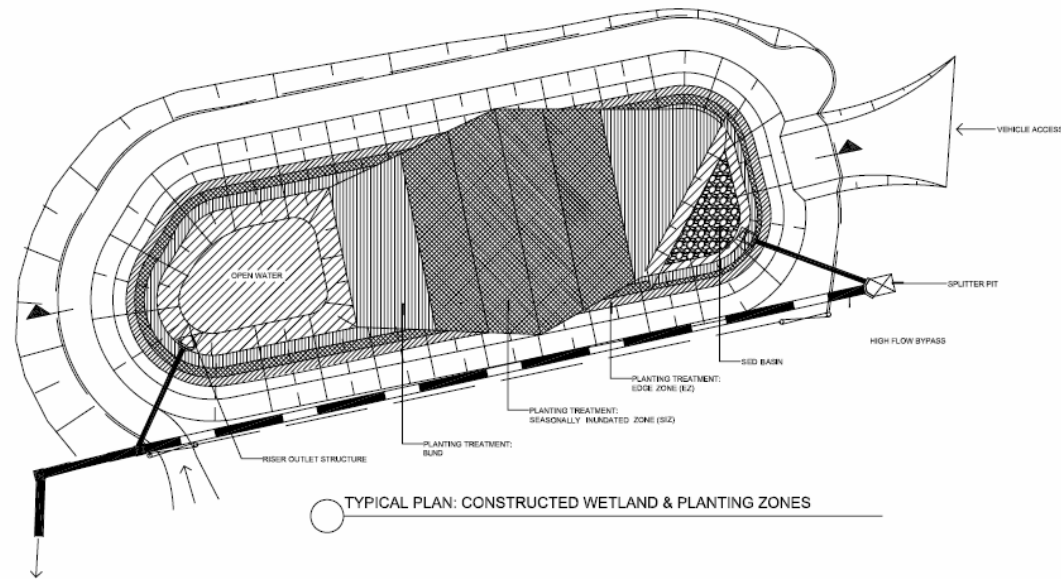 VEHICLE ACCESS
OPEN WATER
SPLITTER PIT
HIGH FLOW BYPASS
SED BASIN
PLANTING TREATMENT:
EDGE ZONE (EZ)
PLANTING TREATMENT:
SEASONALLY INUNDATED ZONE (SIZ)
PLANTING TREATMENT:
BUND
RISER OUTLET STRUCTURE
TYPICAL PLAN: CONSTRUCTED WETLAND & PLANTING ZONES